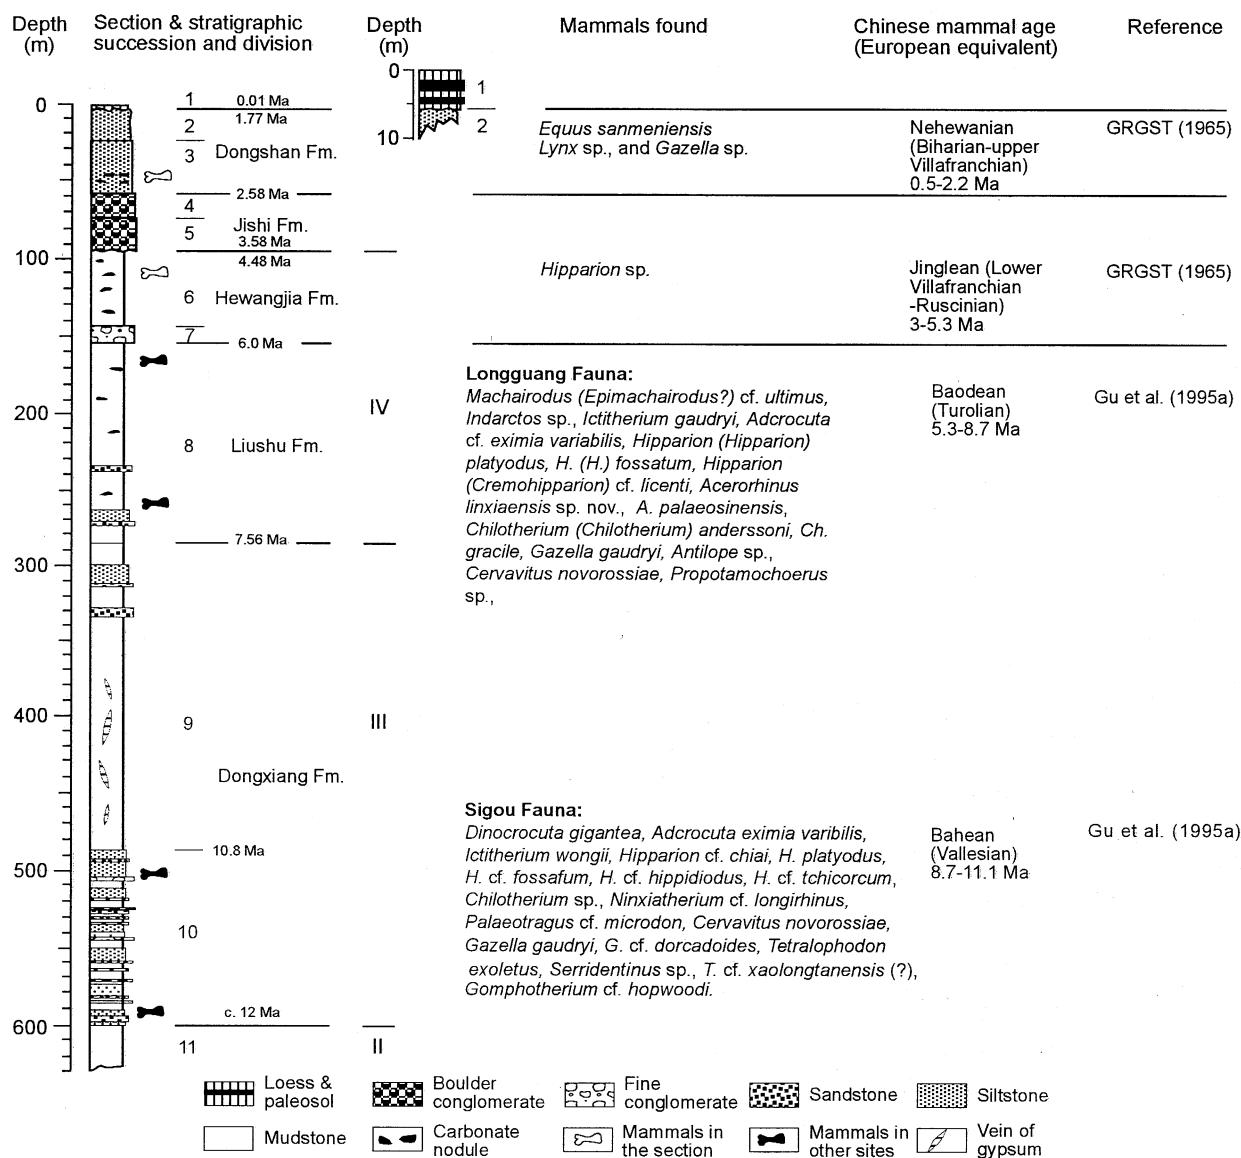 Depth
(m)
Section & stratigraphic
succession and division
Depth
(m)
Mammals found
Chinese mammal age
(European equivalent)
Reference
0
100
200
300
400
500
600
1
0.01 Ma
1.77 Ma
2
3
Dongshan Fm.
2.58 Ma
4
5
Jishi Fm.
3.58 Ma
4.48 Ma
6
Hewangjia Fm.
7
6.0 Ma
8
Liushu Fm.
7.56 Ma
9
Dongxiang Fm.
10.8 Ma
10
c. 12 Ma
11
0
10
1
2
IV
III
II
Equus sanmeniensis
Lynx sp., and Gazella sp.
Nehewanian
(Biharian-upper
Villafranchian)
0.5-2.2 Ma
GRGST (1965)
Hipparion sp.
Jinglean (Lower
Villafranchian
-Ruscinian)
3-5.3 Ma
GRGST (1965)
Longguang Fauna:
Machairodus (Epimachairodus?) cf. ultimus,
Indarctos sp., Ictitherium gaudryi, Adcrocuta
cf. eximia variabilis, Hipparion (Hipparion)
platyodus, H. (H.) fossatum, Hipparion
(Cremohipparion) cf. licenti, Acerorhinus
linxiaensis sp. nov., A. palaeosinensis,
Chilotherium (Chilotherium) anderssoni, Ch.
gracile, Gazella gaudryi, Antilope sp.,
Cervavitus novorossiae, Propotamochoerus
sp.,
Baodean
(Turolian)
5.3-8.7 Ma
Gu et al. (1995a)
Sigou Fauna:
Dinocrocuta gigantea, Adcrocuta eximia varibilis,
Ictitherium wongii, Hipparion cf. chiai, H. platyodus,
H. cf. fossafum, H. cf. hippidiodus, H. cf. tchicorcum,
Chilotherium sp., Ninxiatherium cf. longirhinus,
Palaeotragus cf. microdon, Cervavitus novorossiae,
Gazella gaudryi, G. cf. dorcadoides, Tetralophodon
exoletus, Serridentinus sp., T. cf. xaolongtanensis (?),
Gomphotherium cf. hopwoodi.
Bahean
(Vallesian)
8.7-11.1 Ma
Gu et al. (1995a)
Loess &
paleosol
Boulder
conglomerate
Fine
conglomerate
Sandstone
Siltstone
Mudstone
Carbonate
nodule
Mammals in
the section
Mammals in
other sites
Vein of
gypsum